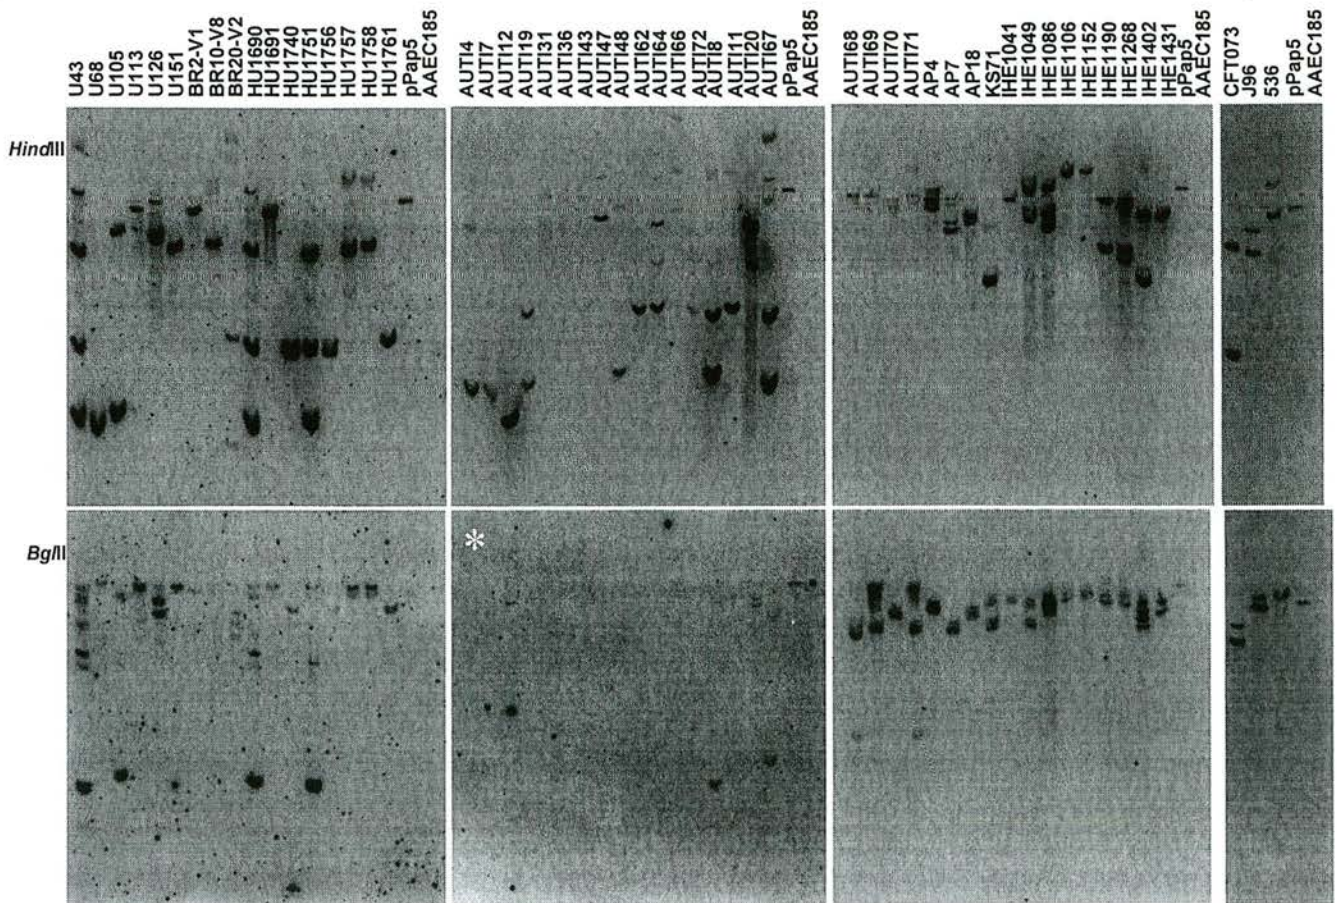 U43
U68
U105
U113
U126
U151
BR2-V1
BR10-V8
BR20-V2
HU1690
HU1691
HU1740
HU1751
HU1756
HU1757
HU1758
HU1761
pPap5
AAEC185
AUTI4
AUTI7
AUTI12
AUTI19
AUTI31
AUTI36
AUTI43
AUTI47
AUTI48
AUTI62
AUTI64
AUTI66
AUTI72
AUTI8
AUTI11
AUTI20
AUTI67
pPap5
AAEC185
AUTI68
AUTI69
AUTI70
AUTI71
AP4
AP7
AP18
KS71
IHE1041
IHE1049
IHE1086
IHE1106
IHE1152
IHE1190
IHE1268
IHE1402
IHE1431
pPap5
AAEC185
CFT073
J96
536
pPap5
AAEC185
HindIII
BglII
*